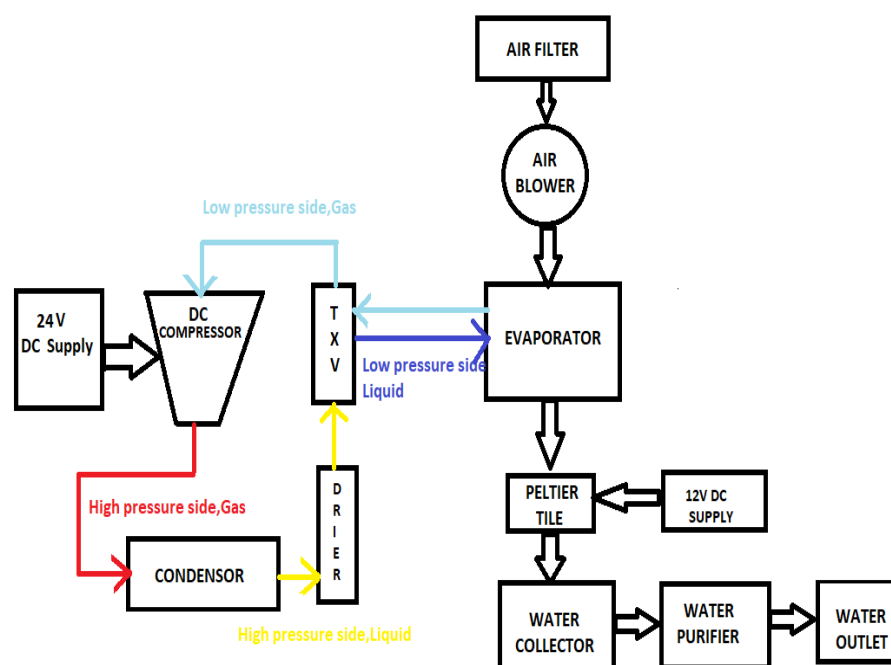 AIR FILTER
AIR
BLOWER
Low pressure side,Gas
24V
DC Supply
DC
COMPRESSOR
T
X
V
EVAPORATOR
Low pressure side
Liquid
High pressure side,Gas
D
R
I
E
R
PELTIER
TILE
12V DC
SUPPLY
CONDENSOR
High pressure side,Liquid
WATER
COLLECTOR
WATER
PURIFIER
WATER
OUTLET